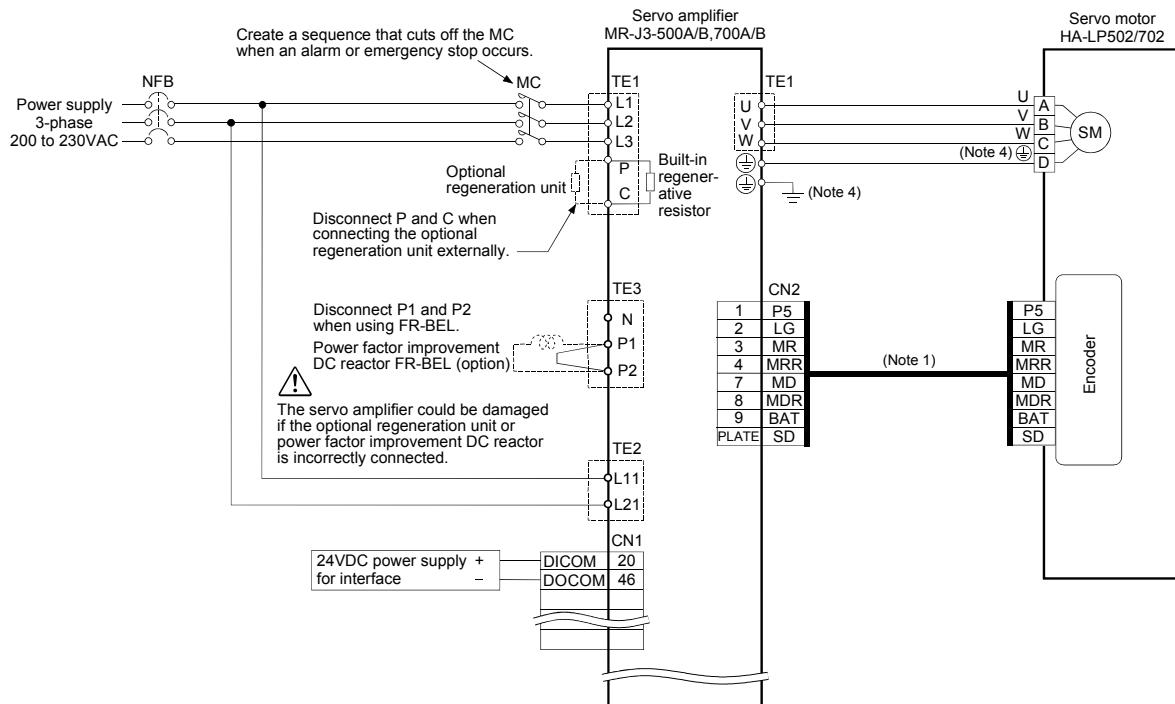 Servo amplifier
MR-J3-500A/B,700A/B
Servo motor
HA-LP502/702
Create a sequence that cuts off the MC
when an alarm or emergency stop occurs.
NFB
MC
TE1
TE1
Power supply
3-phase
200 to 230VAC
L1
L2
L3
U
V
W
U
V
W
A
B
C
D
SM
(Note 4)
(Note 4)
Optional
regeneration unit
P
C
Built-in
regener-
ative
resistor
Disconnect P and C when
connecting the optional
regeneration unit externally.
TE3
N
P1
P2
Disconnect P1 and P2
when using FR-BEL.
Power factor improvement
DC reactor FR-BEL (option)
The servo amplifier could be damaged
if the optional regeneration unit or
power factor improvement DC reactor
is incorrectly connected.
CN2
1 P5
2 LG
3 MR
4 MRR
7 MD
8 MDR
9 BAT
PLATE SD
(Note 1)
P5
LG
MR
MRR
MD
MDR
BAT
SD
Encoder
TE2
L11
L21
CN1
24VDC power supply +
for interface –
DICOM 20
DOCOM 46